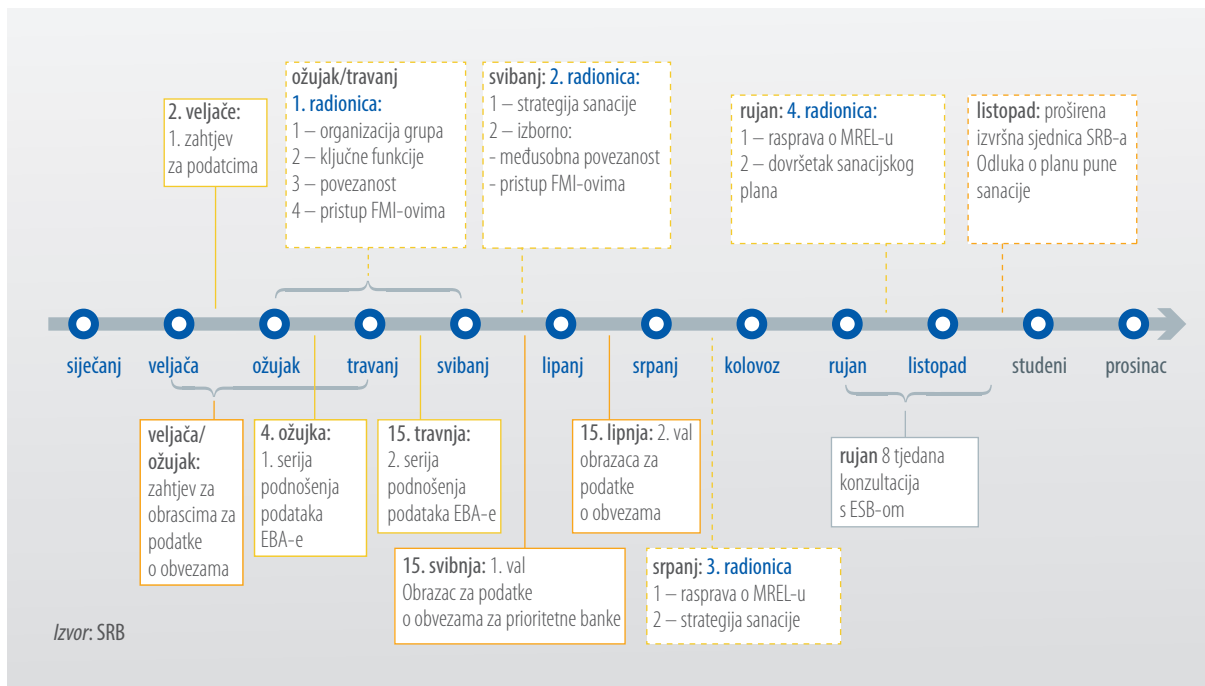 2. veljače:
1. zahtjev
za podatcima
ožujak/travanj
1. radionica:
1 – organizacija grupa
2 – ključne funkcije
3 – povezanost
4 – pristup FMI-ovima
svibanj: 2. radionica:
1 – strategija sanacije
2 – izborno:
- međusobna povezanost
- pristup FMI-ovima
rujan: 4. radionica:
1 – rasprava o MREL-u
2 – dovršetak sanacijskog
plana
listopad: proširena
izvršna sjednica SRB-a
Odluka o planu pune
sanacije
siječanj
veljača
ožujak
travanj
svibanj
lipanj
srpanj
kolovoz
rujan
listopad
studeni
prosinac
veljača/
ožujak:
zahtjev za
obrascima za
podatke
o obvezama
4. ožujka:
1. serija
podnošenja
podataka
EBA-e
15. travnja:
2. serija
podnošenja
podataka EBA-e
15. svibnja: 1. val
Obrazac za podatke
o obvezama za prioritetne banke
15. lipnja: 2. val
obrazaca za
podatke
o obvezama
srpanj: 3. radionica
1 – rasprava o MREL-u
2 – strategija sanacije
rujan 8 tjedana
konzultacija
s ESB-om
Izvor: SRB